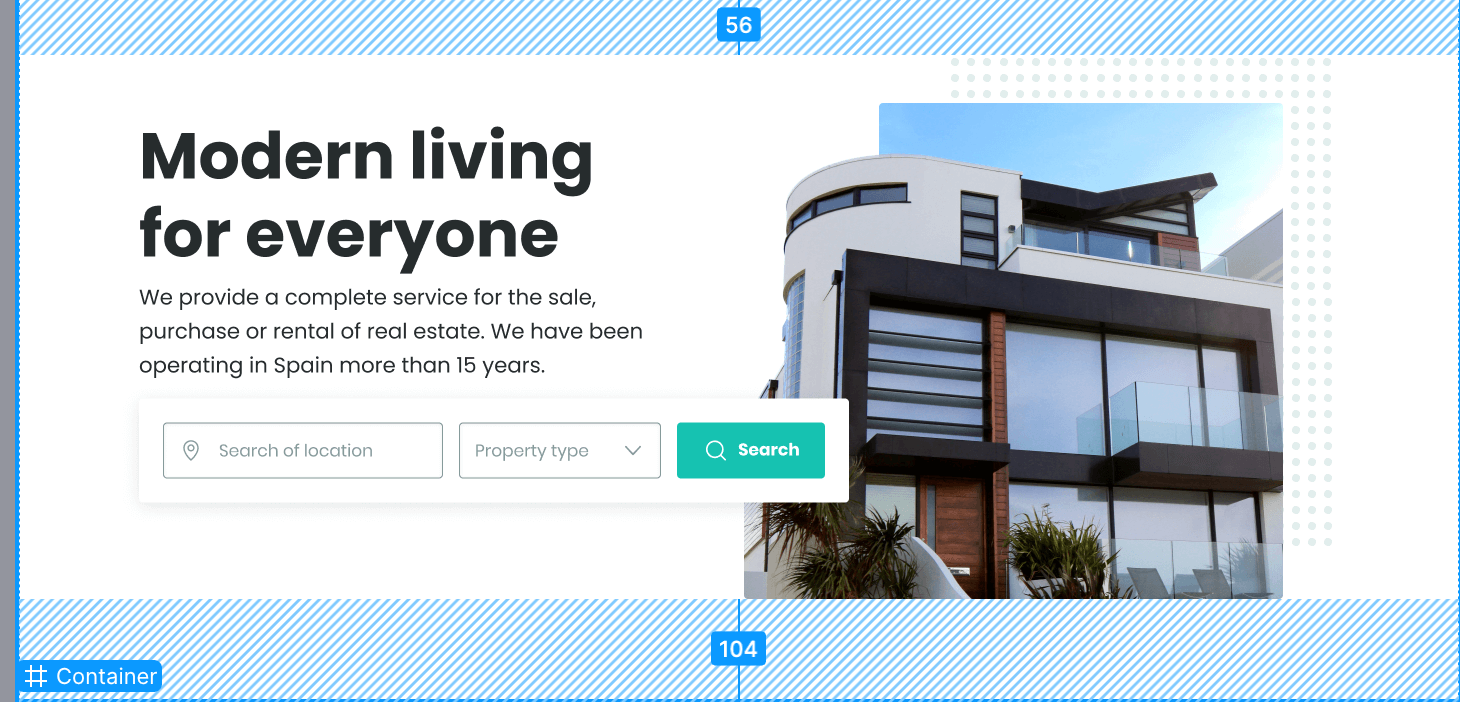 56
Modern living
for everyone
We provide a complete service for the sale,
purchase or rental of real estate. We have been
operating in Spain more than 15 years.
Search of location
Property type
Search
104
Container